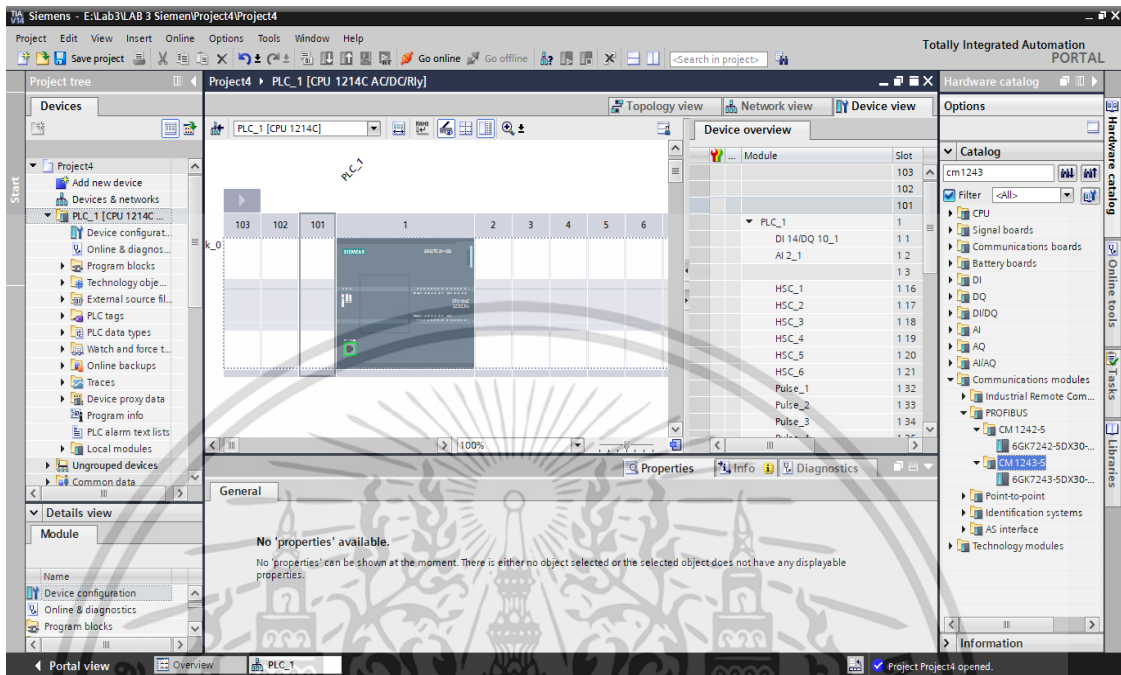 TIA V14 Siemens - E:\Lab3\LAB 3 Siemen\Project4\Project4
Project Edit View Insert Online Options Tools Window Help
Totally Integrated Automation
PORTAL
Save project Go online Go offline <Search in project>
Project tree
Project4 ▸ PLC_1 [CPU 1214C AC/DC/Rly]
Hardware catalog
Devices
Topology view Network view Device view
Options
PLC_1 [CPU 1214C]
Device overview
Module Slot
103
102
101
PLC_1 1
DI 14/DQ 10_1 1 1
AI 2_1 1 2
1 3
HSC_1 1 16
HSC_2 1 17
HSC_3 1 18
HSC_4 1 19
HSC_5 1 20
HSC_6 1 21
Pulse_1 1 32
Pulse_2 1 33
Pulse_3 1 34
Start
Project4
Add new device
Devices & networks
PLC_1 [CPU 1214C ...
Device configurat...
Online & diagnos...
Program blocks
Technology obje...
External source fil...
PLC tags
PLC data types
Watch and force t...
Online backups
Traces
Device proxy data
Program info
PLC alarm text lists
Local modules
Ungrouped devices
Common data
PLC_1
103 102 101 1 2 3 4 5 6
k_0
SIEMENS
100%
Catalog
cm1243
Filter <All>
CPU
Signal boards
Communications boards
Battery boards
DI
DQ
DI/DQ
AI
AQ
AI/AQ
Communications modules
Industrial Remote Com...
PROFIBUS
CM 1242-5
6GK7242-5DX30-...
CM 1243-5
6GK7243-5DX30-...
Point-to-point
Identification systems
AS interface
Technology modules
Information
Hardware catalog
Online tools
Tasks
Libraries
Properties Info Diagnostics
General
No 'properties' available.
No 'properties' can be shown at the moment. There is either no object selected or the selected object does not have any displayable
properties.
Details view
Module
Name
Device configuration
Online & diagnostics
Program blocks
Portal view Overview PLC_1
Project Project4 opened.